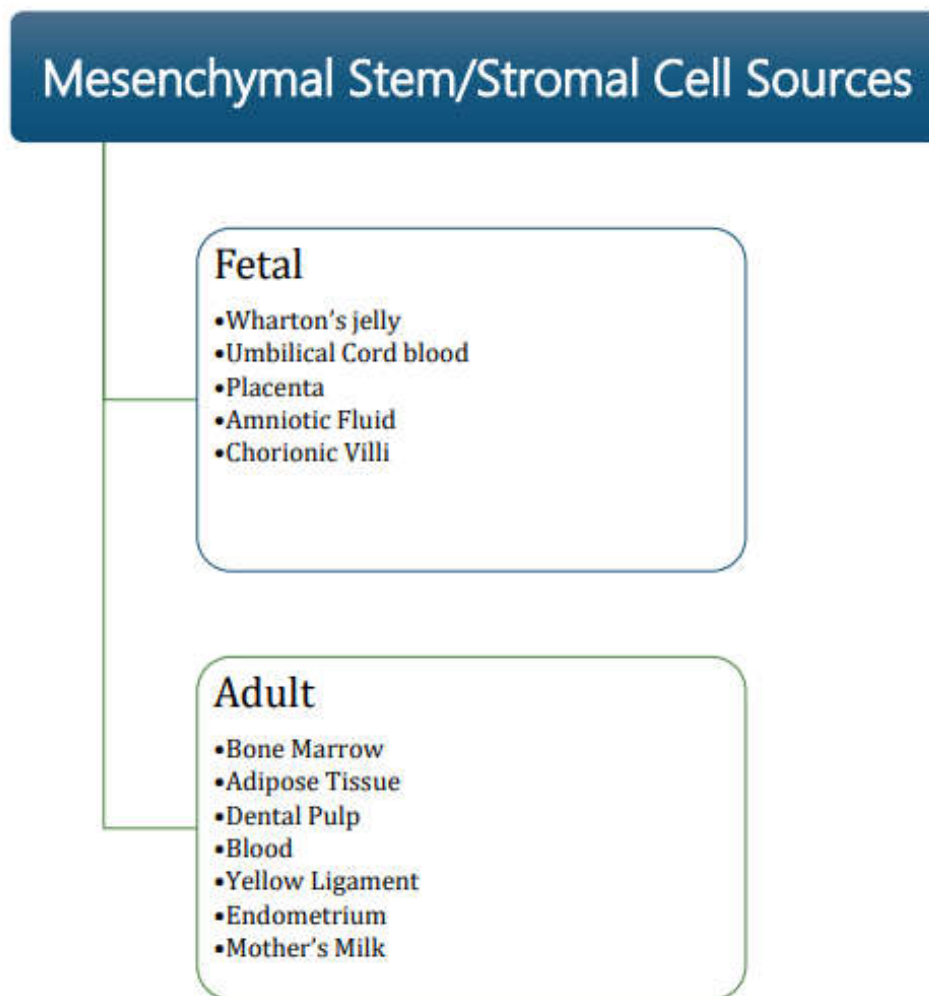 Mesenchymal Stem/Stromal Cell Sources
Fetal
•Wharton’s jelly
•Umbilical Cord blood
•Placenta
•Amniotic Fluid
•Chorionic Villi
Adult
•Bone Marrow
•Adipose Tissue
•Dental Pulp
•Blood
•Yellow Ligament
•Endometrium
•Mother’s Milk